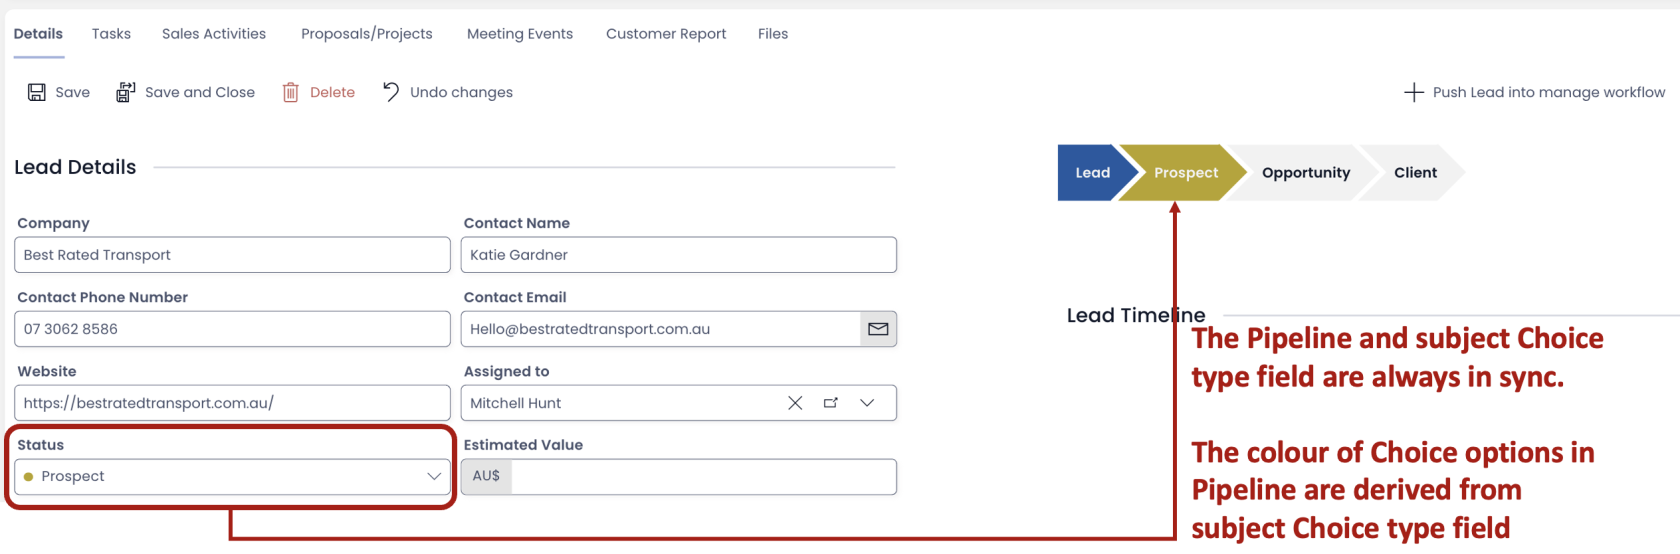 Details Tasks Sales Activities Proposals/Projects Meeting Events Customer Report Files
Save Save and Close Delete Undo changes Push Lead into manage workflow
Lead Details
Lead Prospect Opportunity Client
Company Contact Name
Best Rated Transport Katie Gardner
Contact Phone Number Contact Email
07 3062 8586 Hello@bestratedtransport.com.au
Website Assigned to
https://bestratedtransport.com.au/ Mitchell Hunt
Status Estimated Value
Prospect AU$
Lead Timeline
The Pipeline and subject Choice
type field are always in sync.
The colour of Choice options in
Pipeline are derived from
subject Choice type field